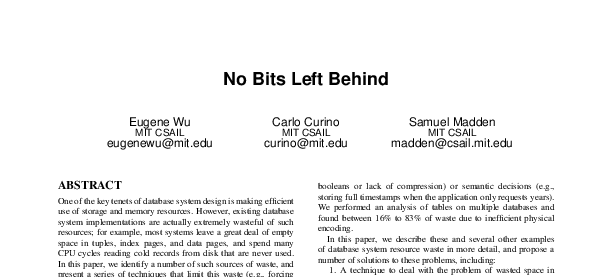 No Bits Left Behind
Eugene Wu
MIT CSAIL
eugenewu@mit.edu
Carlo Curino
MIT CSAIL
curino@mit.edu
Samuel Madden
MIT CSAIL
madden@csail.mit.edu
ABSTRACT
One of the key tenets of database system design is making efficient
use of storage and memory resources. However, existing database
system implementations are actually extremely wasteful of such
resources; for example, most systems leave a great deal of empty
space in tuples, index pages, and data pages, and spend many
CPU cycles reading cold records from disk that are never used.
In this paper, we identify a number of such sources of waste, and
present a series of techniques that limit this waste (e.g., forcing
booleans or lack of compression) or semantic decisions (e.g.,
storing full timestamps when the application only requests years).
We performed an analysis of tables on multiple databases and
found between 16% to 83% of waste due to inefficient physical
encoding.
In this paper, we describe these and several other examples
of database system resource waste in more detail, and propose a
number of solutions to these problems, including:
1. A technique to deal with the problem of wasted space in